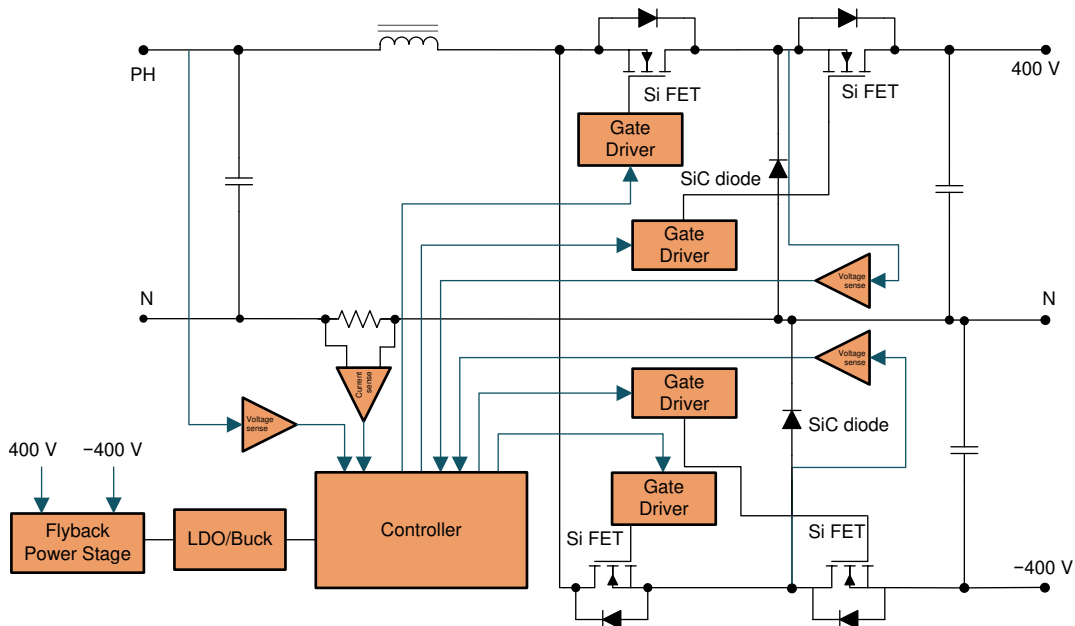 PH
400 V
Si FET
Si FET
Gate
Driver
SiC diode
Gate
Driver
Voltage
sense
N
N
Current
sense
Voltage
sense
Gate
Driver
Voltage
sense
SiC diode
400 V
−400 V
Gate
Driver
Flyback
Power Stage
LDO/Buck
Controller
Si FET
Si FET
−400 V